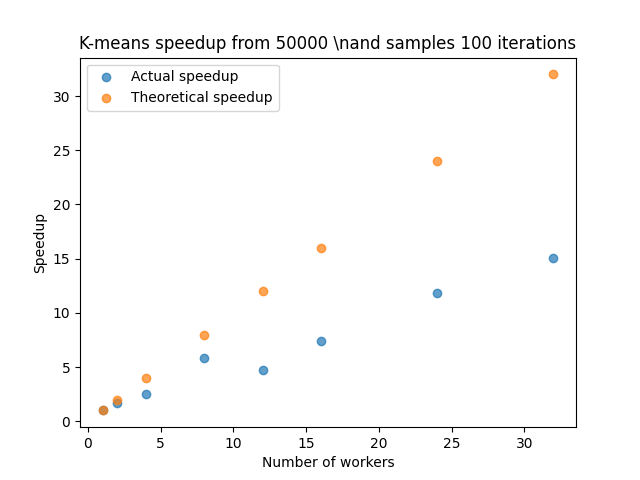 K-means speedup from 50000 \nand samples 100 iterations
Actual speedup
Theoretical speedup
Speedup
30
25
20
15
10
5
0
0 5 10 15 20 25 30
Number of workers